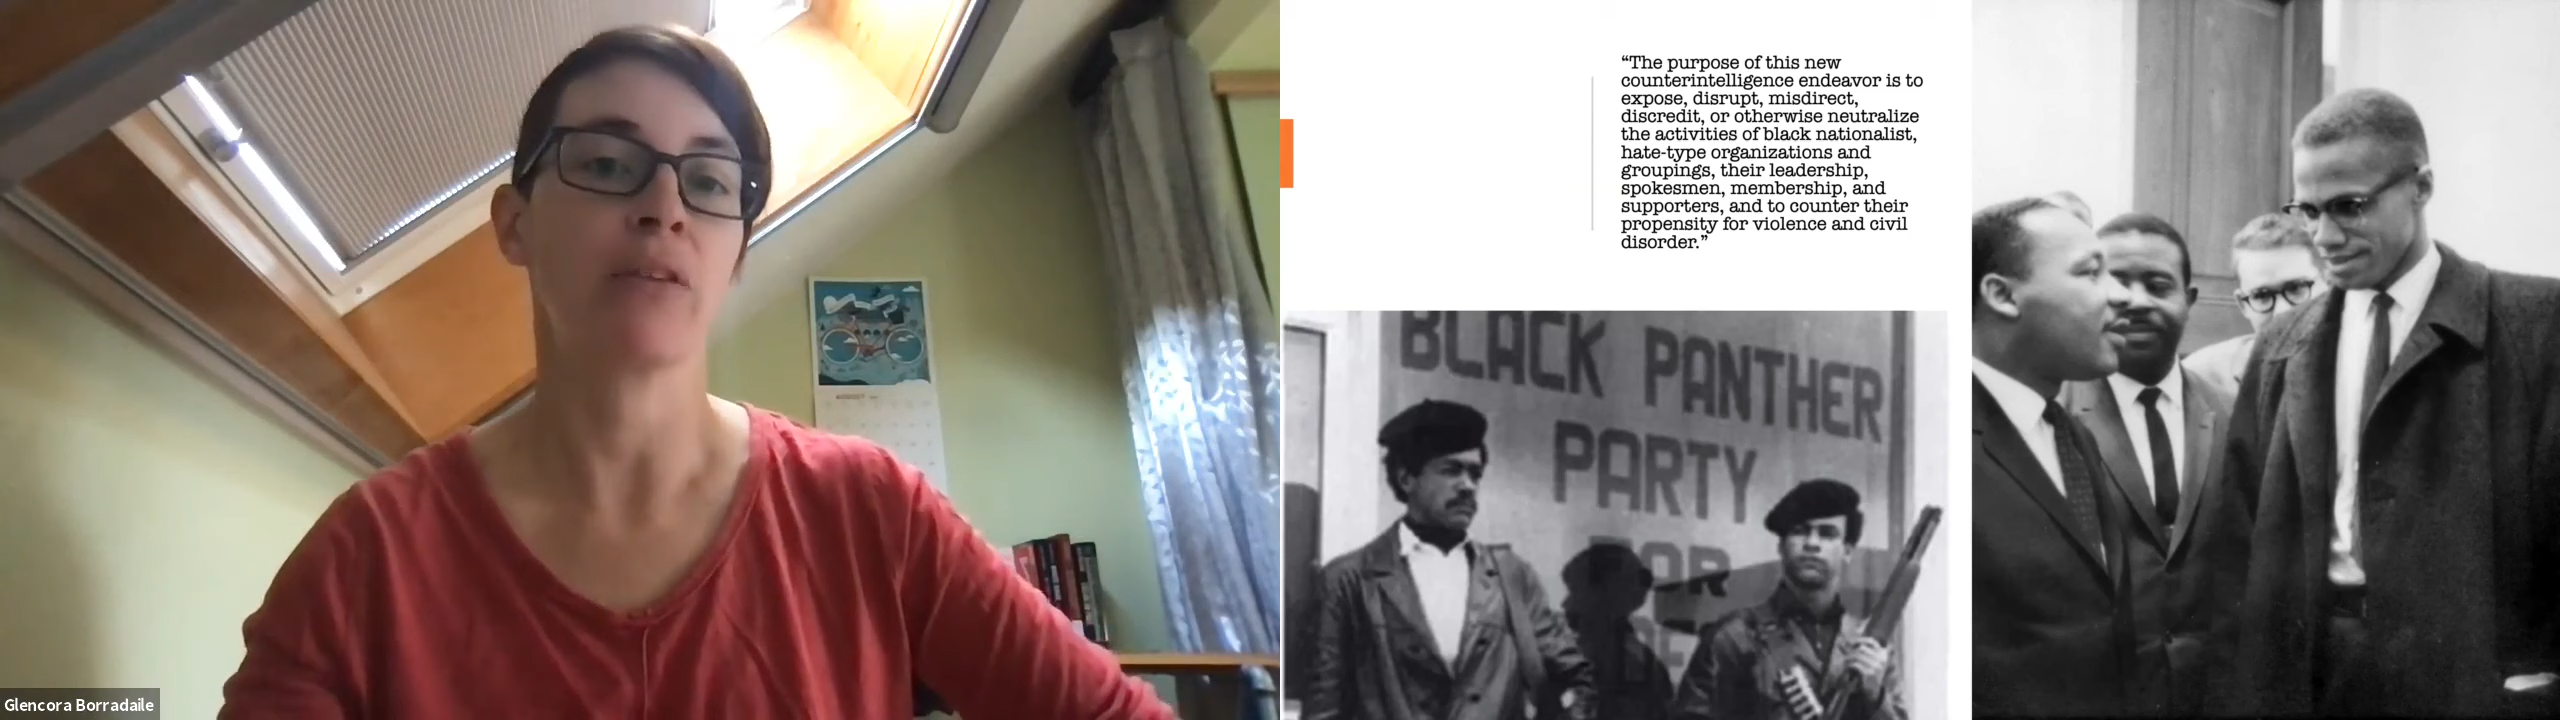 Glencora Borradaile
“The purpose of this new
counterintelligence endeavor is to
expose, disrupt, misdirect,
discredit, or otherwise neutralize
the activities of black nationalist,
hate-type organizations and
groupings, their leadership,
spokesmen, membership, and
supporters, and to counter their
propensity for violence and civil
disorder.”
BLACK PANTHER
PARTY
FOR